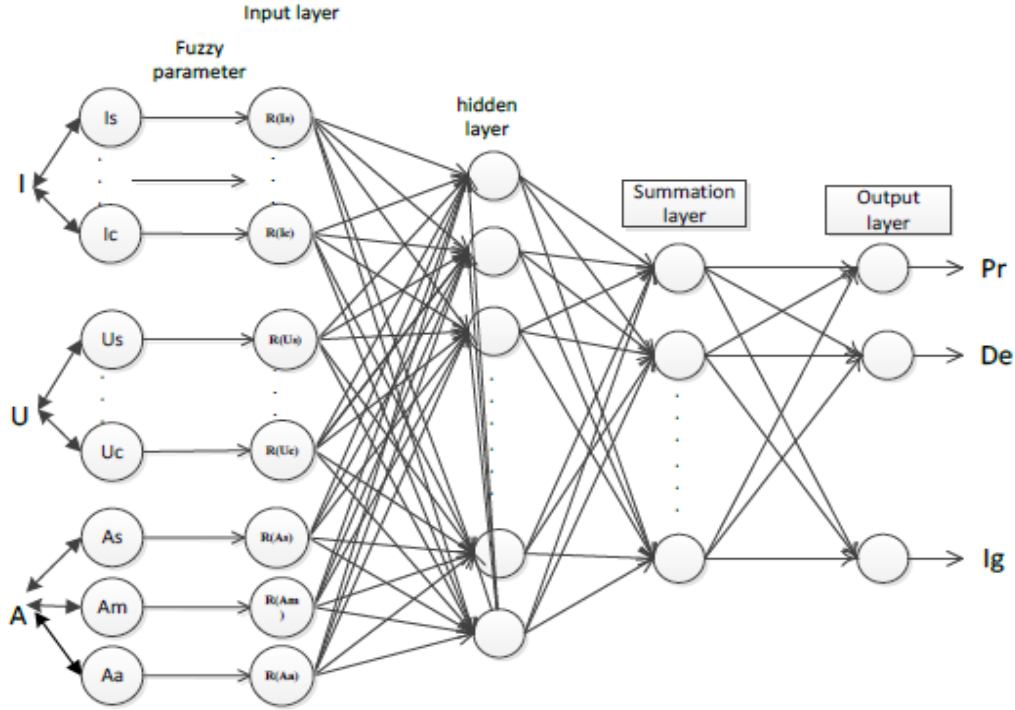 Input layer
Fuzzy
parameter
hidden
layer
Summation
layer
Output
layer
I
Is
R(Is)
Ic
R(Ic)
U
Us
R(Us)
Uc
R(Uc)
A
As
R(As)
Am
R(Am
)
Aa
R(Aa)
Pr
De
Ig